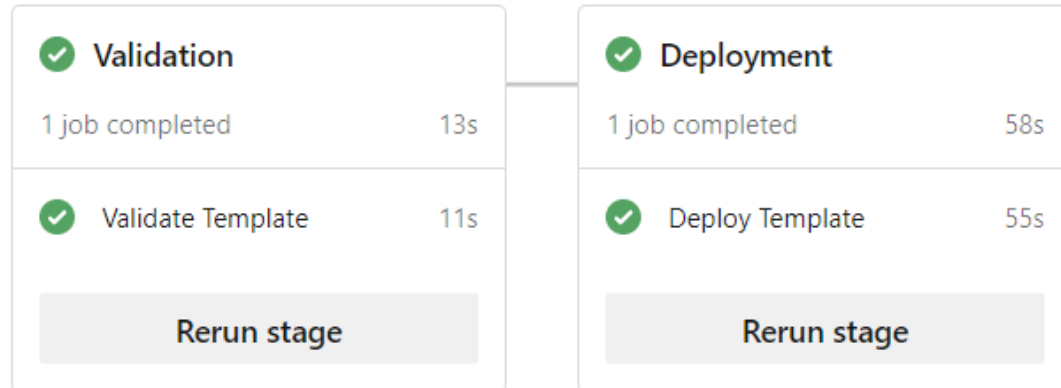 Validation
1 job completed 13s
Validate Template 11s
Rerun stage
Deployment
1 job completed 58s
Deploy Template 55s
Rerun stage